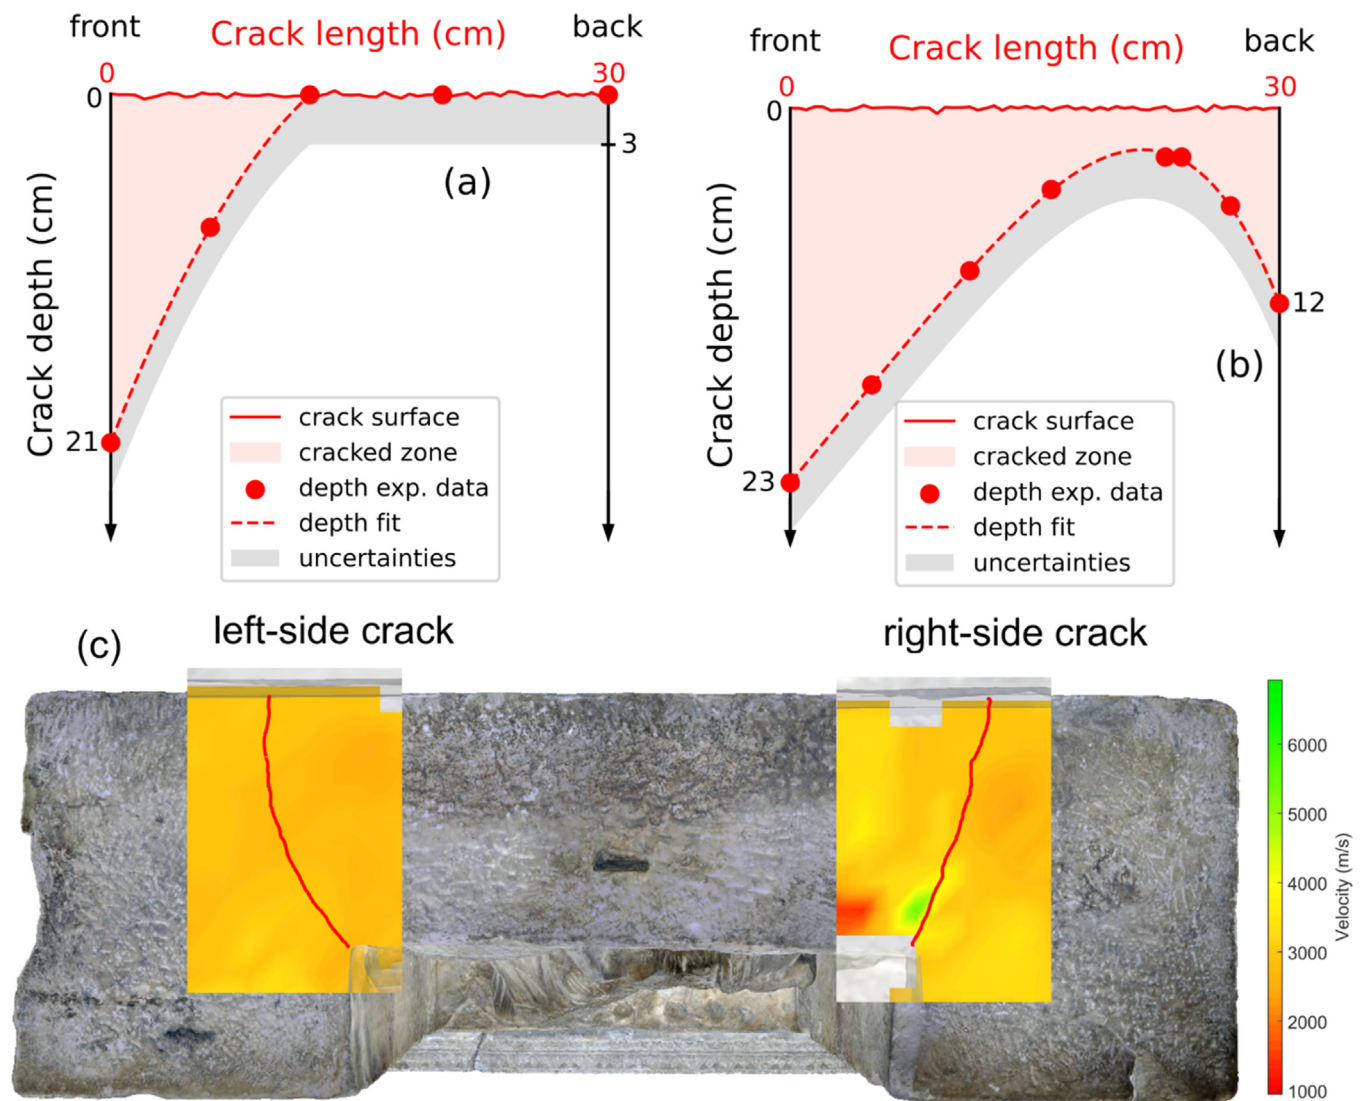 front
Crack length (cm)
back
0
30
0
3
(a)
Crack depth (cm)
21
crack surface
cracked zone
depth exp. data
depth fit
uncertainties
front
Crack length (cm)
back
0
30
0
12
(b)
Crack depth (cm)
23
crack surface
cracked zone
depth exp. data
depth fit
uncertainties
(c)
left-side crack
right-side crack
6000
5000
4000
3000
2000
1000
Velocity (m/s)